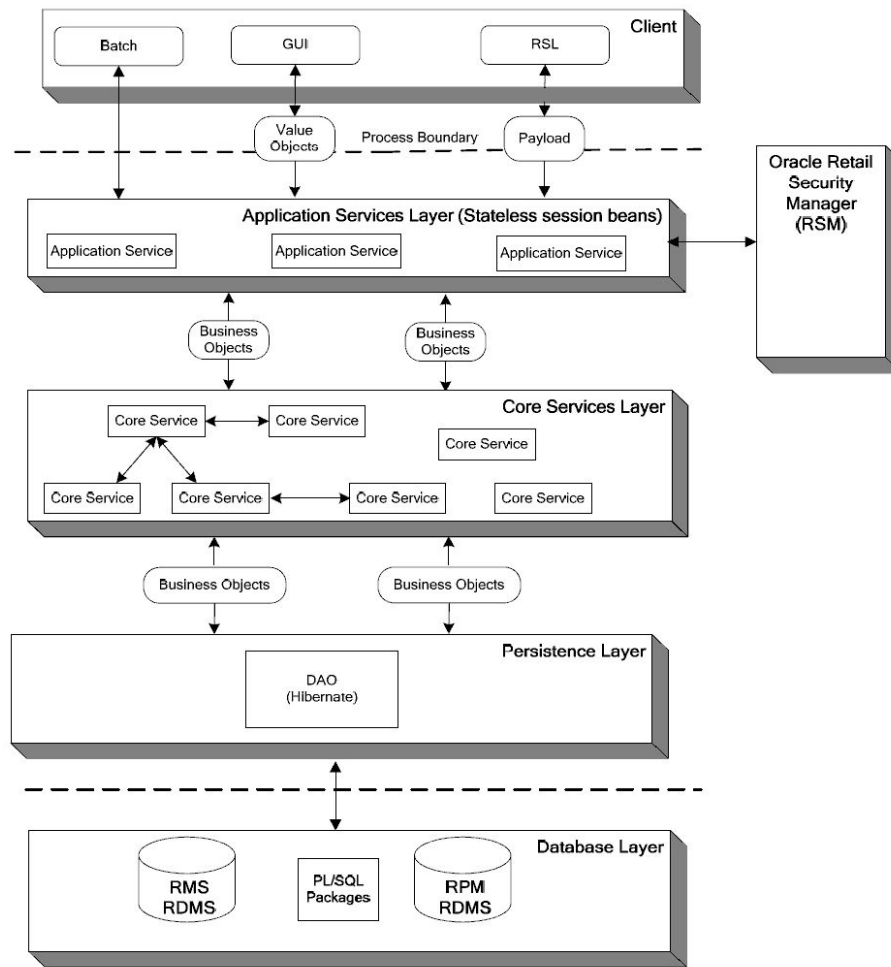 Client
Batch
GUI
RSL
Value
Objects
Process Boundary
Payload
Oracle Retail
Security
Manager
(RSM)
Application Services Layer (Stateless session beans)
Application Service
Application Service
Application Service
Business
Objects
Business
Objects
Core Services Layer
Core Service
Core Service
Core Service
Core Service
Core Service
Core Service
Core Service
Business Objects
Business Objects
Persistence Layer
DAO
(Hibernate)
Database Layer
RMS
RDMS
PL/SQL
Packages
RPM
RDMS